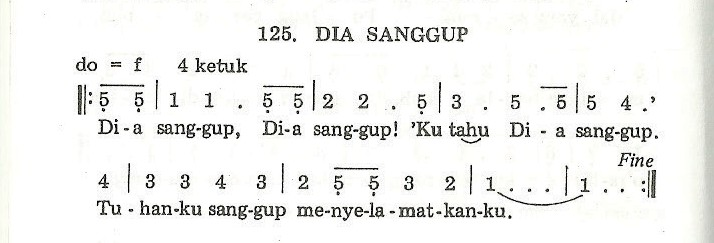 125. DIA SANGGUP
do = f 4 ketuk
‖: 5̣ 5̣ | 1 1 . 5̣ 5̣ | 2 2 . 5̣ | 3 . 5 . 5 | 5 4 . ’
Di - a sang-gup, Di-a sang-gup! ’Ku tahu Di - a sang-gup.
Fine
4 | 3 3 4 3 | 2 5̣ 5̣ 3 2 | 1 . . . | 1 . . :‖
Tu - han-ku sang-gup me-nye-la - mat-kan-ku.